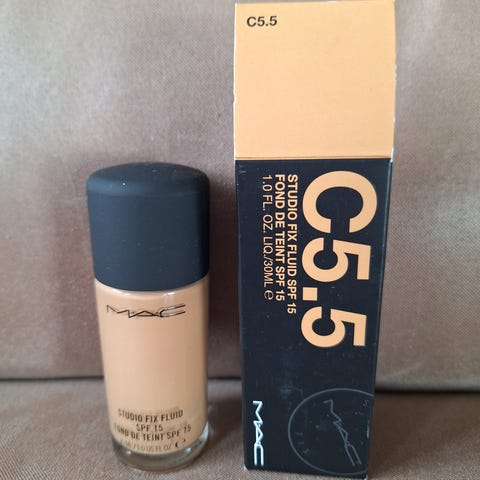 C5.5
C5.5
STUDIO FIX FLUID SPF 15
FOND DE TEINT SPF 15
1.0 FL. OZ. LIQ./30ML e
MAC
MAC
MAC
STUDIO FIX FLUID
SPF 15
FOND DE TEINT SPF 15